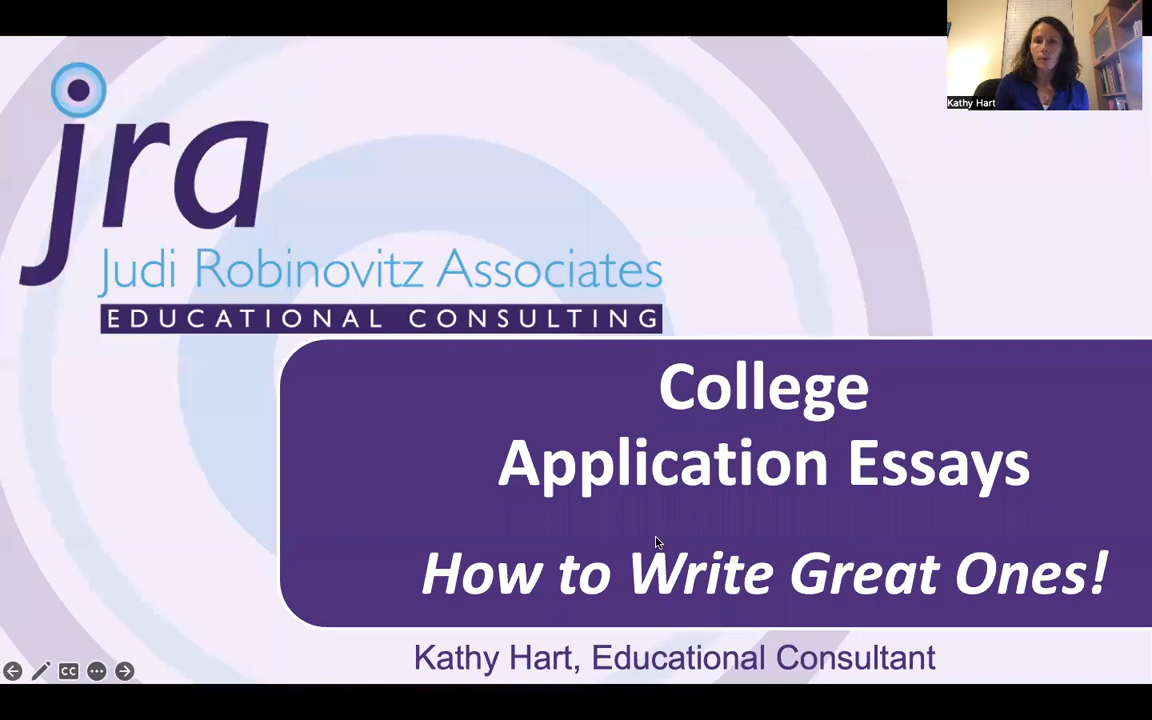 Kathy Hart
jra
Judi Robinovitz Associates
EDUCATIONAL CONSULTING
College
Application Essays
How to Write Great Ones!
Kathy Hart, Educational Consultant
CC